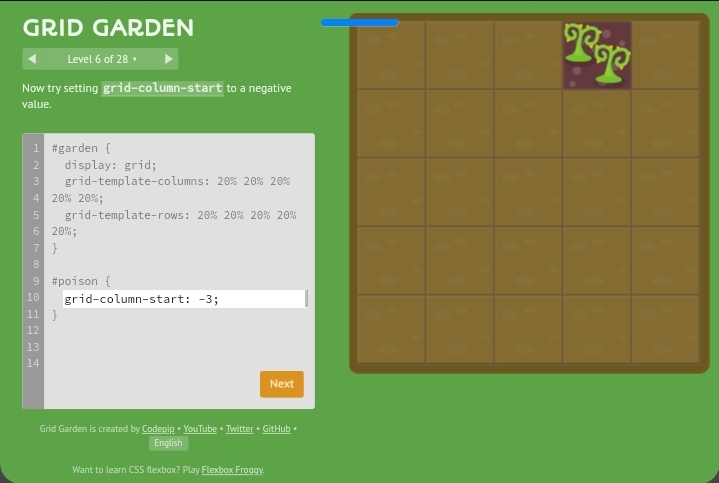 GRID GARDEN
Level 6 of 28
Now try setting grid-column-start to a negative
value.
1 #garden {
2 display: grid;
3 grid-template-columns: 20% 20% 20%
4 20% 20%;
5 grid-template-rows: 20% 20% 20% 20%
6 20%;
7 }
8
9 #poison {
10 grid-column-start: -3;
11 }
12
13
14
Next
Grid Garden is created by Codepip • YouTube • Twitter • GitHub •
English
Want to learn CSS flexbox? Play Flexbox Froggy.